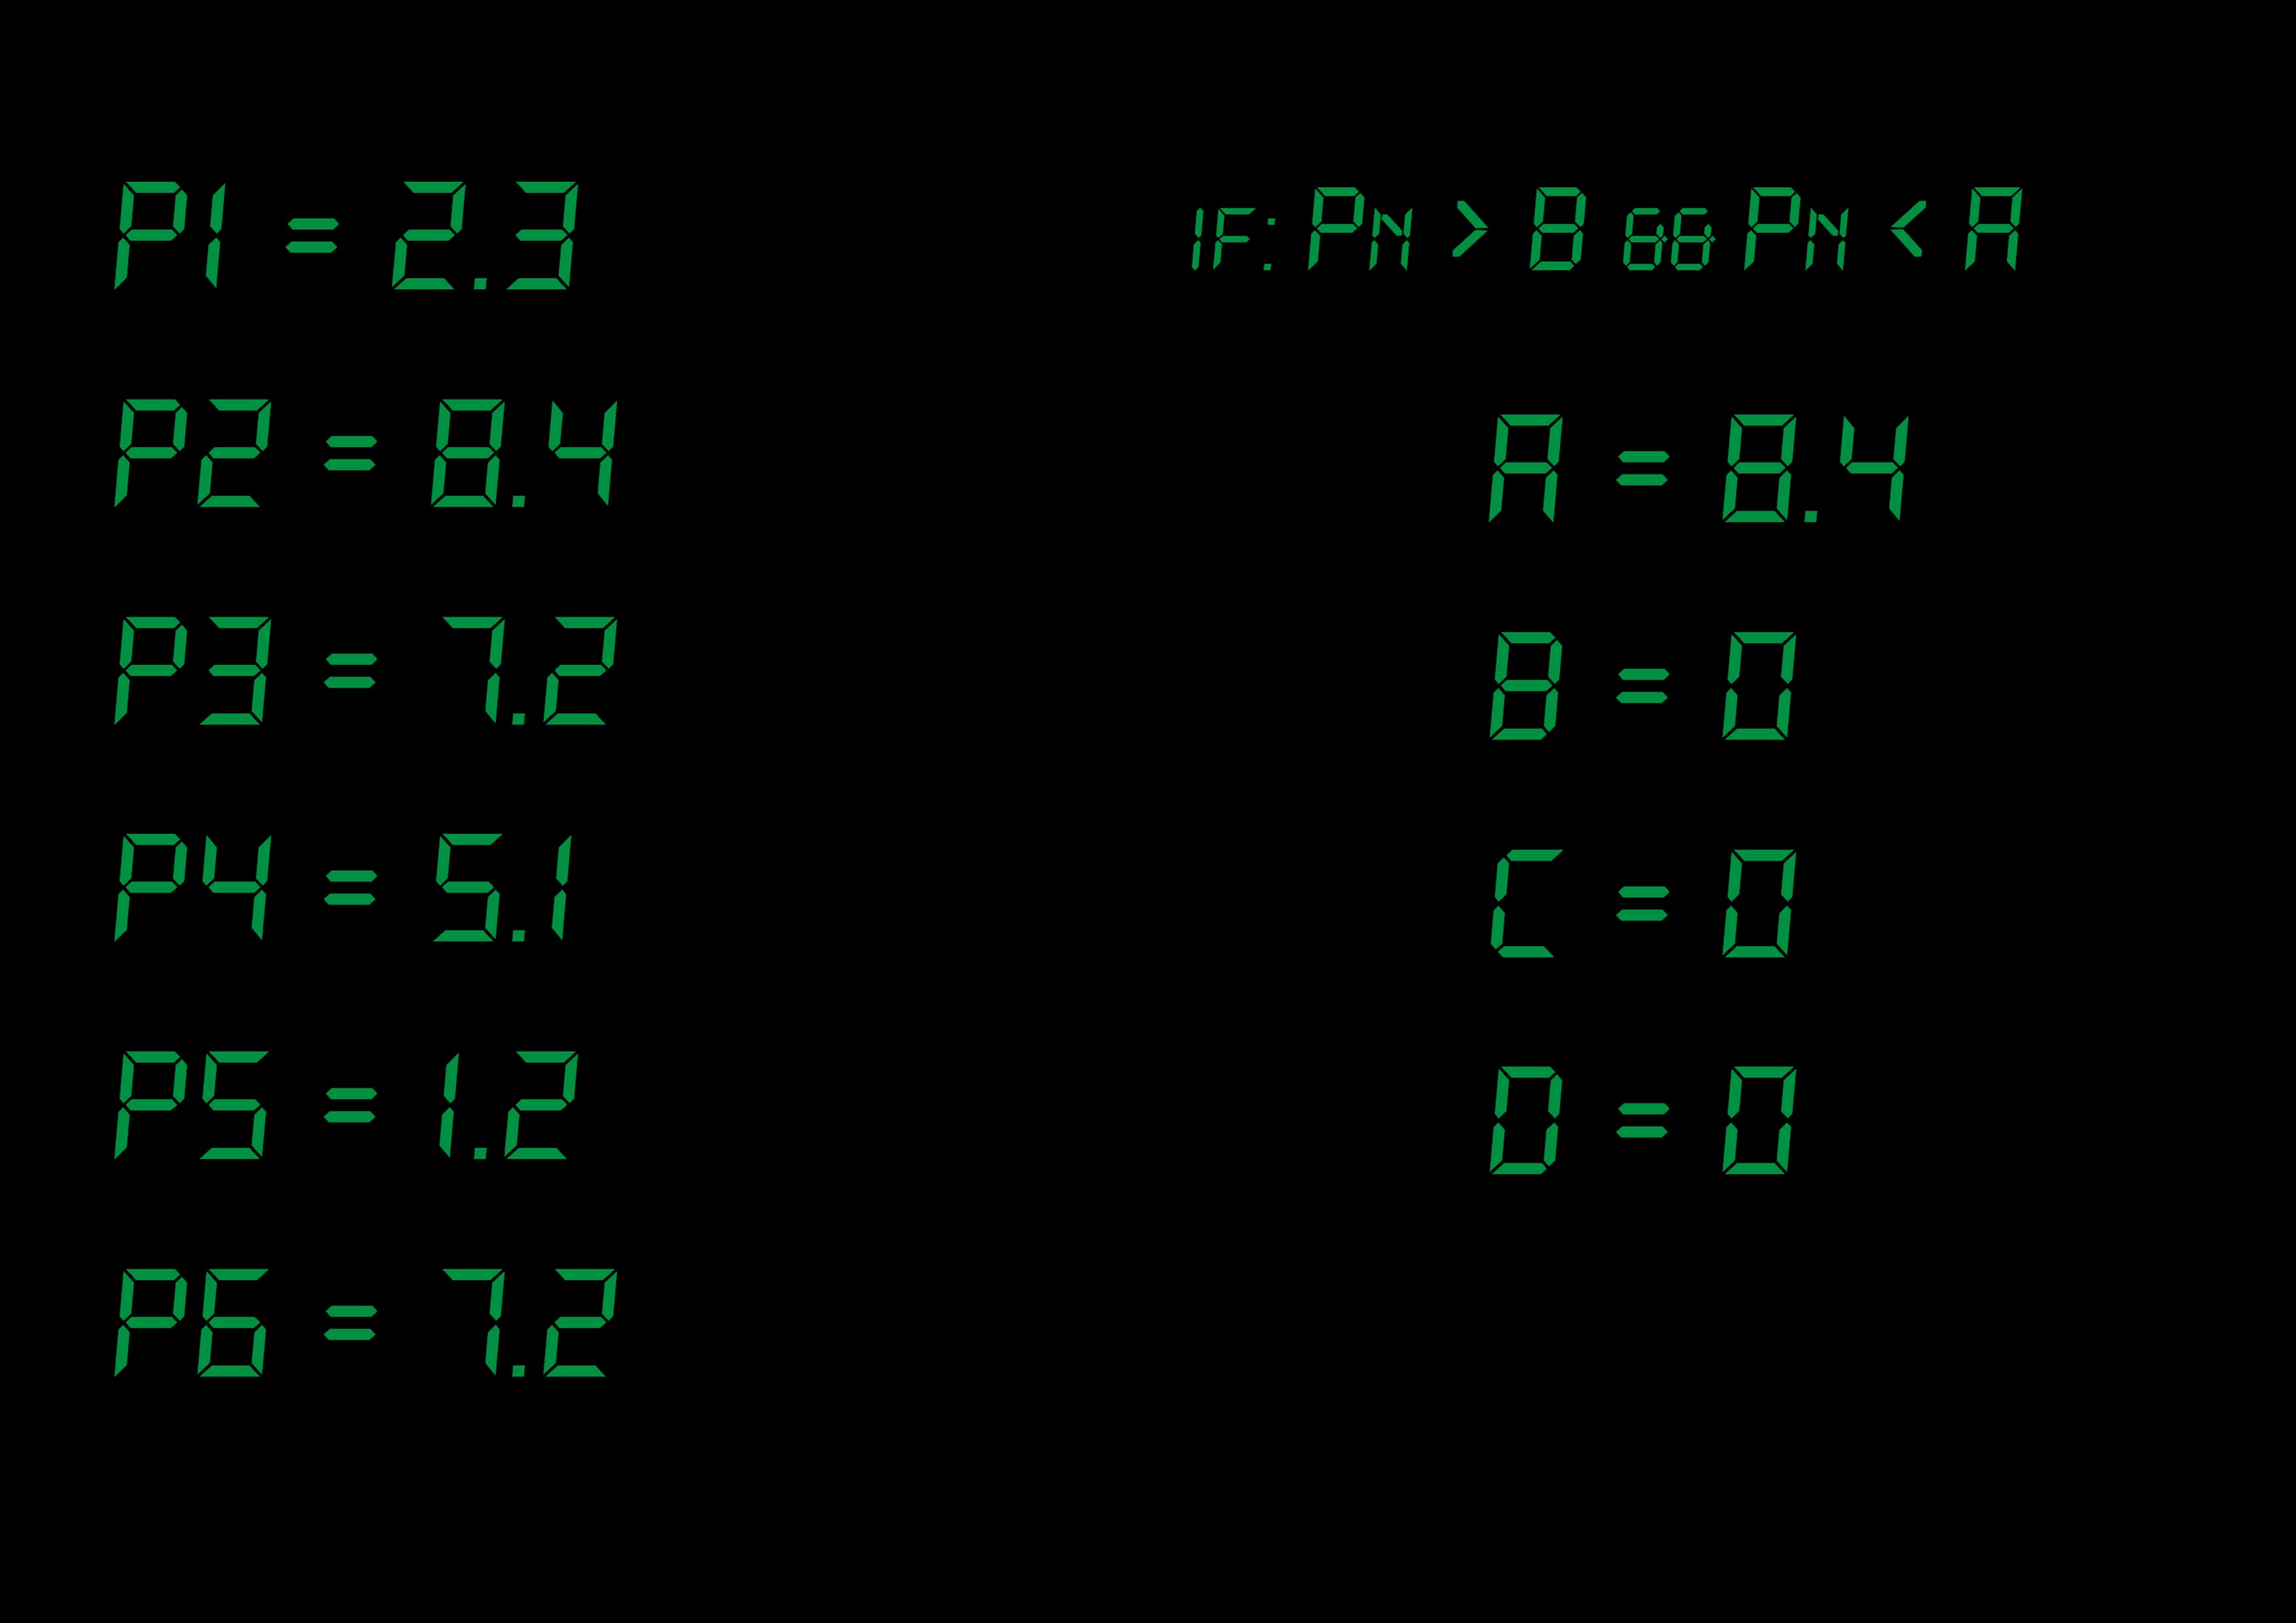 P1 = 2.3
P2 = 8.4
P3 = 7.2
P4 = 5.1
P5 = 1.2
P6 = 7.2
IF: PN > B && PN < A
A = 8.4
B = 0
C = 0
D = 0